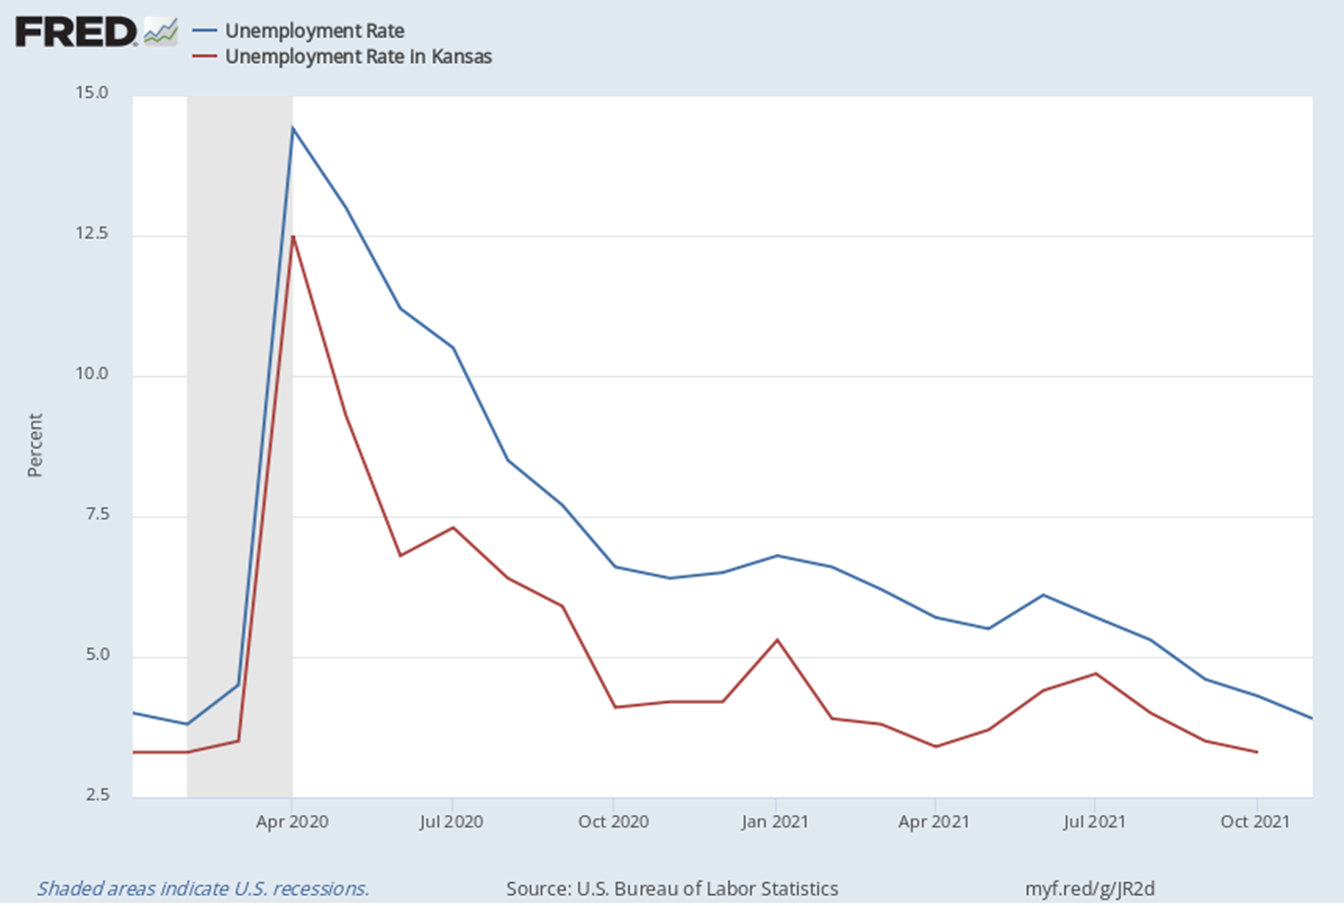 FRED
Unemployment Rate
Unemployment Rate in Kansas
15.0
12.5
10.0
7.5
5.0
2.5
Percent
Apr 2020 Jul 2020 Oct 2020 Jan 2021 Apr 2021 Jul 2021 Oct 2021
Shaded areas indicate U.S. recessions. Source: U.S. Bureau of Labor Statistics myf.red/g/JR2d